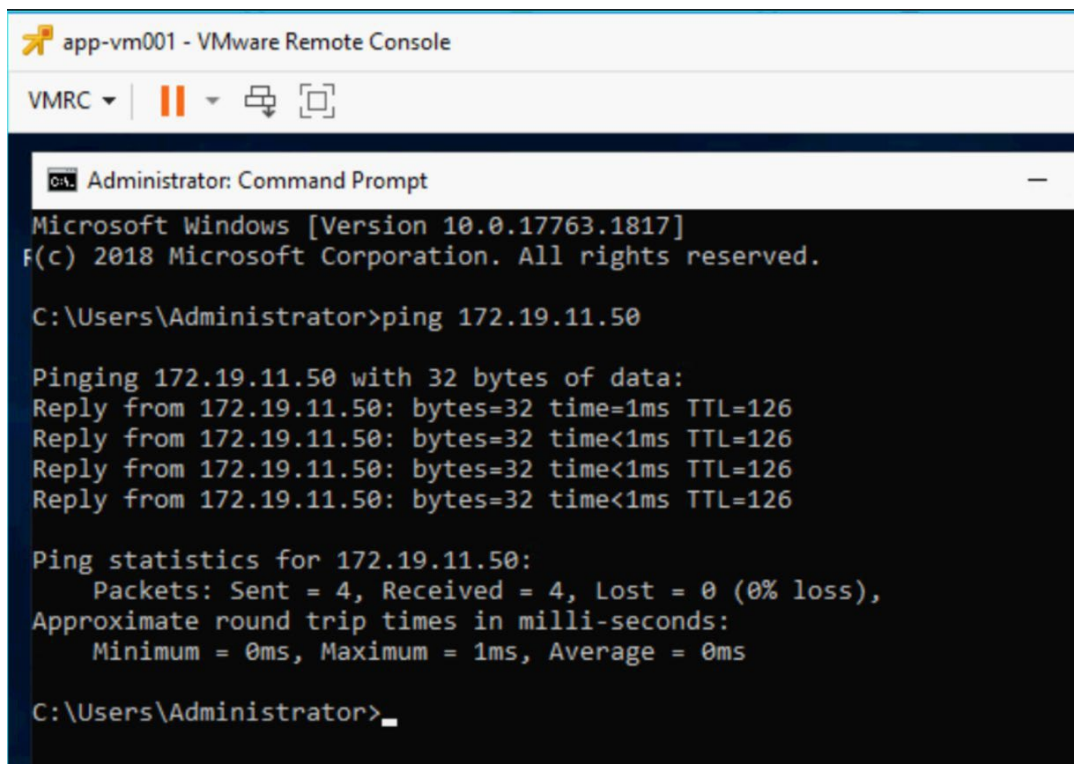 app-vm001 - VMware Remote Console
VMRC
Administrator: Command Prompt
Microsoft Windows [Version 10.0.17763.1817]
(c) 2018 Microsoft Corporation. All rights reserved.
C:\Users\Administrator>ping 172.19.11.50
Pinging 172.19.11.50 with 32 bytes of data:
Reply from 172.19.11.50: bytes=32 time=1ms TTL=126
Reply from 172.19.11.50: bytes=32 time<1ms TTL=126
Reply from 172.19.11.50: bytes=32 time<1ms TTL=126
Reply from 172.19.11.50: bytes=32 time<1ms TTL=126
Ping statistics for 172.19.11.50:
Packets: Sent = 4, Received = 4, Lost = 0 (0% loss),
Approximate round trip times in milli-seconds:
Minimum = 0ms, Maximum = 1ms, Average = 0ms
C:\Users\Administrator>